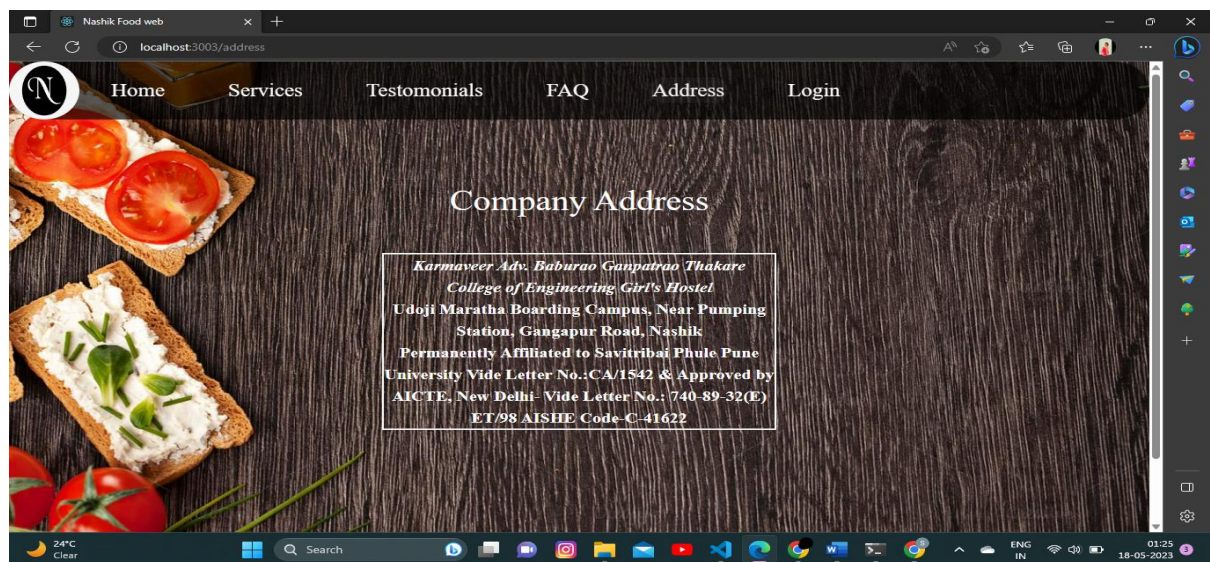 Nashik Food web
localhost:3003/address
N
Home Services Testomonials FAQ Address Login
Company Address
Karmaveer Adv. Baburao Ganpatrao Thakare
College of Engineering Girl's Hostel
Udoji Maratha Boarding Campus, Near Pumping
Station, Gangapur Road, Nashik
Permanently Affiliated to Savitribai Phule Pune
University Vide Letter No.:CA/1542 & Approved by
AICTE, New Delhi- Vide Letter No.: 740-89-32(E)
ET/98 AISHE Code-C-41622
24°C
Clear
Search
ENG
IN
01:25
18-05-2023
3